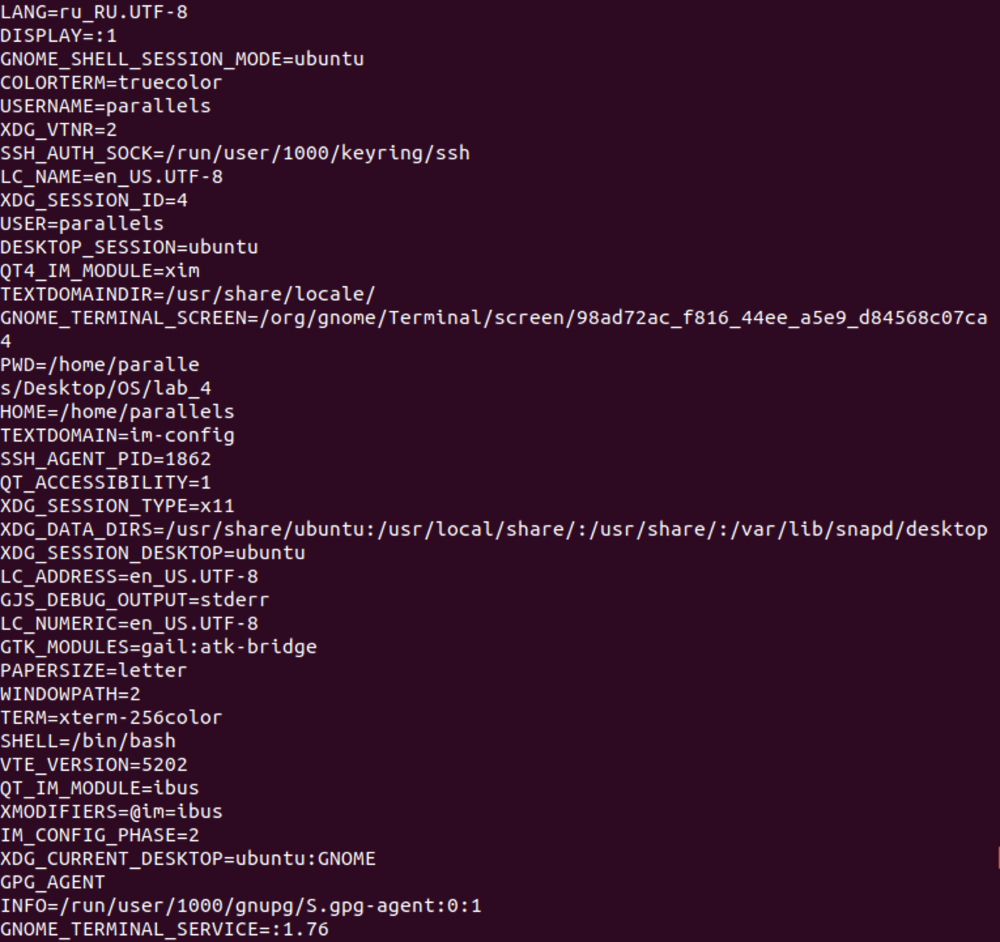 LANG=ru_RU.UTF-8
DISPLAY=:1
GNOME_SHELL_SESSION_MODE=ubuntu
COLORTERM=truecolor
USERNAME=parallels
XDG_VTNR=2
SSH_AUTH_SOCK=/run/user/1000/keyring/ssh
LC_NAME=en_US.UTF-8
XDG_SESSION_ID=4
USER=parallels
DESKTOP_SESSION=ubuntu
QT4_IM_MODULE=xim
TEXTDOMAINDIR=/usr/share/locale/
GNOME_TERMINAL_SCREEN=/org/gnome/Terminal/screen/98ad72ac_f816_44ee_a5e9_d84568c07ca
4
PWD=/home/paralle
s/Desktop/OS/lab_4
HOME=/home/parallels
TEXTDOMAIN=im-config
SSH_AGENT_PID=1862
QT_ACCESSIBILITY=1
XDG_SESSION_TYPE=x11
XDG_DATA_DIRS=/usr/share/ubuntu:/usr/local/share/:/usr/share/:/var/lib/snapd/desktop
XDG_SESSION_DESKTOP=ubuntu
LC_ADDRESS=en_US.UTF-8
GJS_DEBUG_OUTPUT=stderr
LC_NUMERIC=en_US.UTF-8
GTK_MODULES=gail:atk-bridge
PAPERSIZE=letter
WINDOWPATH=2
TERM=xterm-256color
SHELL=/bin/bash
VTE_VERSION=5202
QT_IM_MODULE=ibus
XMODIFIERS=@im=ibus
IM_CONFIG_PHASE=2
XDG_CURRENT_DESKTOP=ubuntu:GNOME
GPG_AGENT
INFO=/run/user/1000/gnupg/S.gpg-agent:0:1
GNOME_TERMINAL_SERVICE=:1.76